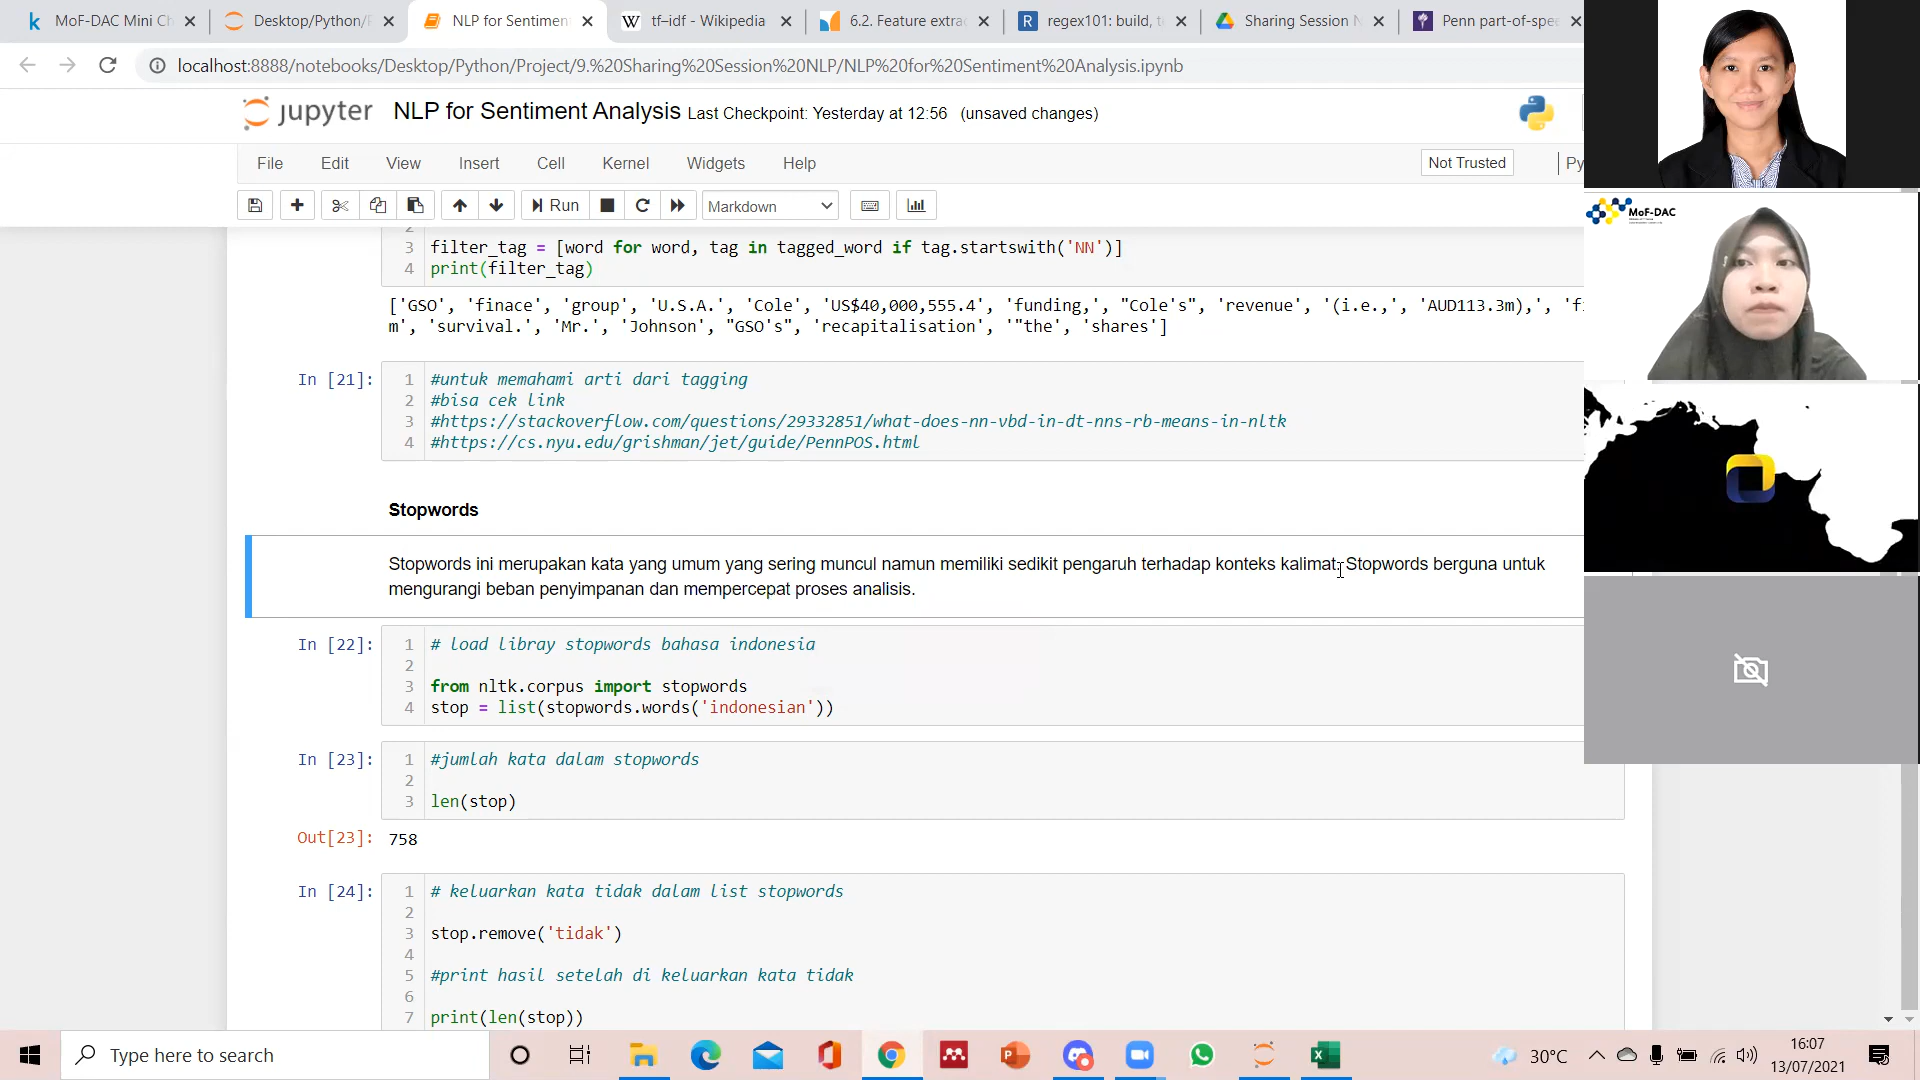 MoF-DAC Mini Ch
Desktop/Python/P
NLP for Sentiment
tf–idf - Wikipedia
6.2. Feature extra
regex101: build, t
Sharing Session N
Penn part-of-spe
localhost:8888/notebooks/Desktop/Python/Project/9.%20Sharing%20Session%20NLP/NLP%20for%20Sentiment%20Analysis.ipynb
jupyter NLP for Sentiment Analysis Last Checkpoint: Yesterday at 12:56 (unsaved changes)
File Edit View Insert Cell Kernel Widgets Help
Not Trusted
Py
Run
Markdown
2
3 filter_tag = [word for word, tag in tagged_word if tag.startswith('NN')]
4 print(filter_tag)
['GSO', 'finace', 'group', 'U.S.A.', 'Cole', 'US$40,000,555.4', 'funding,', "Cole's", 'revenue', '(i.e.,', 'AUD113.3m),', 'f
m', 'survival.', 'Mr.', 'Johnson', "GSO's", 'recapitalisation', '"the', 'shares']
In [21]:
1 #untuk memahami arti dari tagging
2 #bisa cek link
3 #https://stackoverflow.com/questions/29332851/what-does-nn-vbd-in-dt-nns-rb-means-in-nltk
4 #https://cs.nyu.edu/grishman/jet/guide/PennPOS.html
Stopwords
Stopwords ini merupakan kata yang umum yang sering muncul namun memiliki sedikit pengaruh terhadap konteks kalimat. Stopwords berguna untuk
mengurangi beban penyimpanan dan mempercepat proses analisis.
In [22]:
1 # load libray stopwords bahasa indonesia
2
3 from nltk.corpus import stopwords
4 stop = list(stopwords.words('indonesian'))
In [23]:
1 #jumlah kata dalam stopwords
2
3 len(stop)
Out[23]: 758
In [24]:
1 # keluarkan kata tidak dalam list stopwords
2
3 stop.remove('tidak')
4
5 #print hasil setelah di keluarkan kata tidak
6
7 print(len(stop))
MoF-DAC
Type here to search
30°C
16:07
13/07/2021